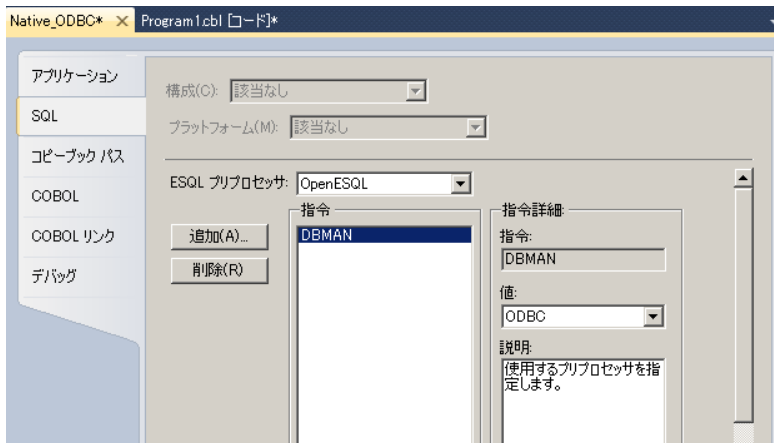 Native_ODBC* × Program1.cbl [コード]*
アプリケーション
SQL
コピーブック パス
COBOL
COBOL リンク
デバッグ
構成(C): 該当なし
プラットフォーム(M): 該当なし
ESQL プリプロセッサ: OpenESQL
追加(A)...
削除(R)
指令
DBMAN
指令詳細
指令:
DBMAN
値:
ODBC
説明:
使用するプリプロセッサを指
定します。